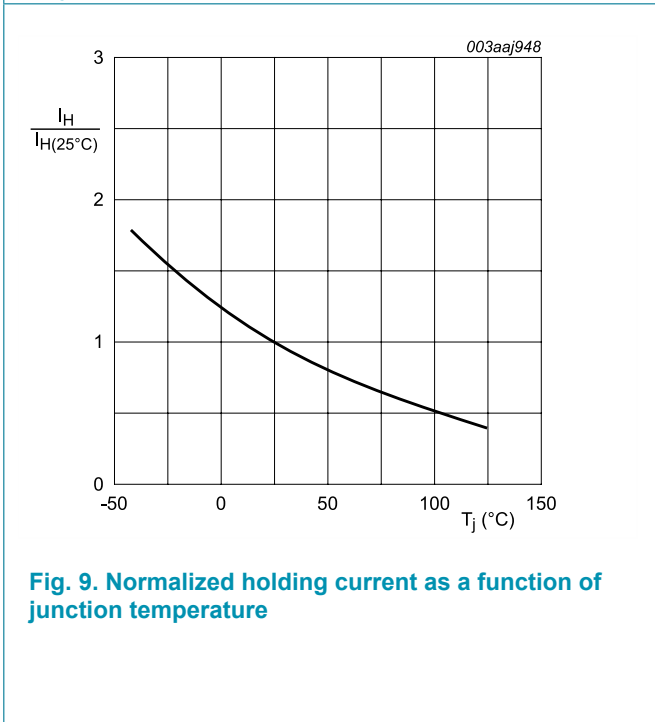 003aaj948
3
I_H
I_H(25°C)
2
1
0
-50
0
50
100
150
T_j (°C)
Fig. 9. Normalized holding current as a function of
junction temperature